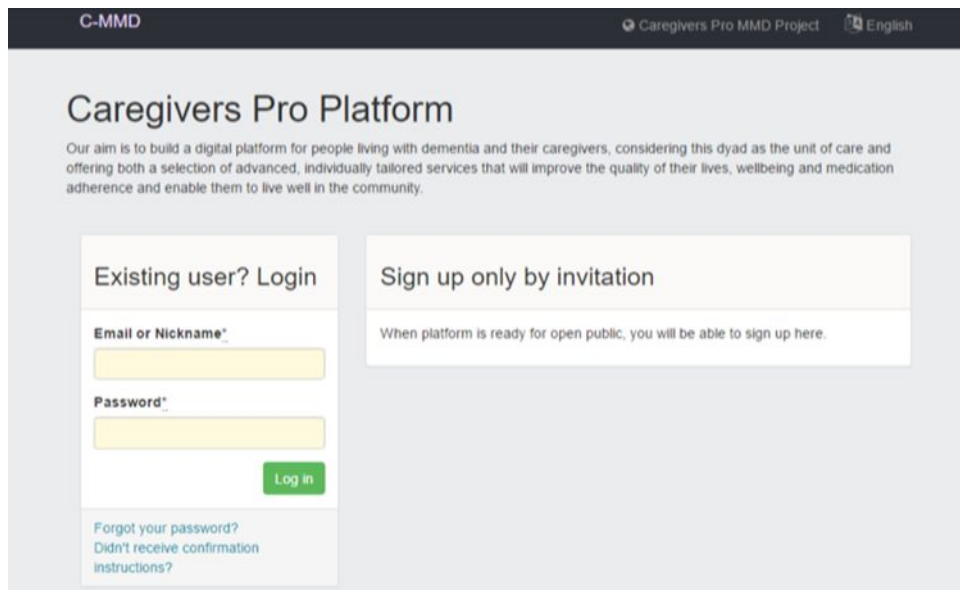 C-MMD
Caregivers Pro MMD Project
English
Caregivers Pro Platform
Our aim is to build a digital platform for people living with dementia and their caregivers, considering this dyad as the unit of care and
offering both a selection of advanced, individually tailored services that will improve the quality of their lives, wellbeing and medication
adherence and enable them to live well in the community.
Existing user? Login
Email or Nickname*
Password*
Log in
Forgot your password?
Didn't receive confirmation
instructions?
Sign up only by invitation
When platform is ready for open public, you will be able to sign up here.